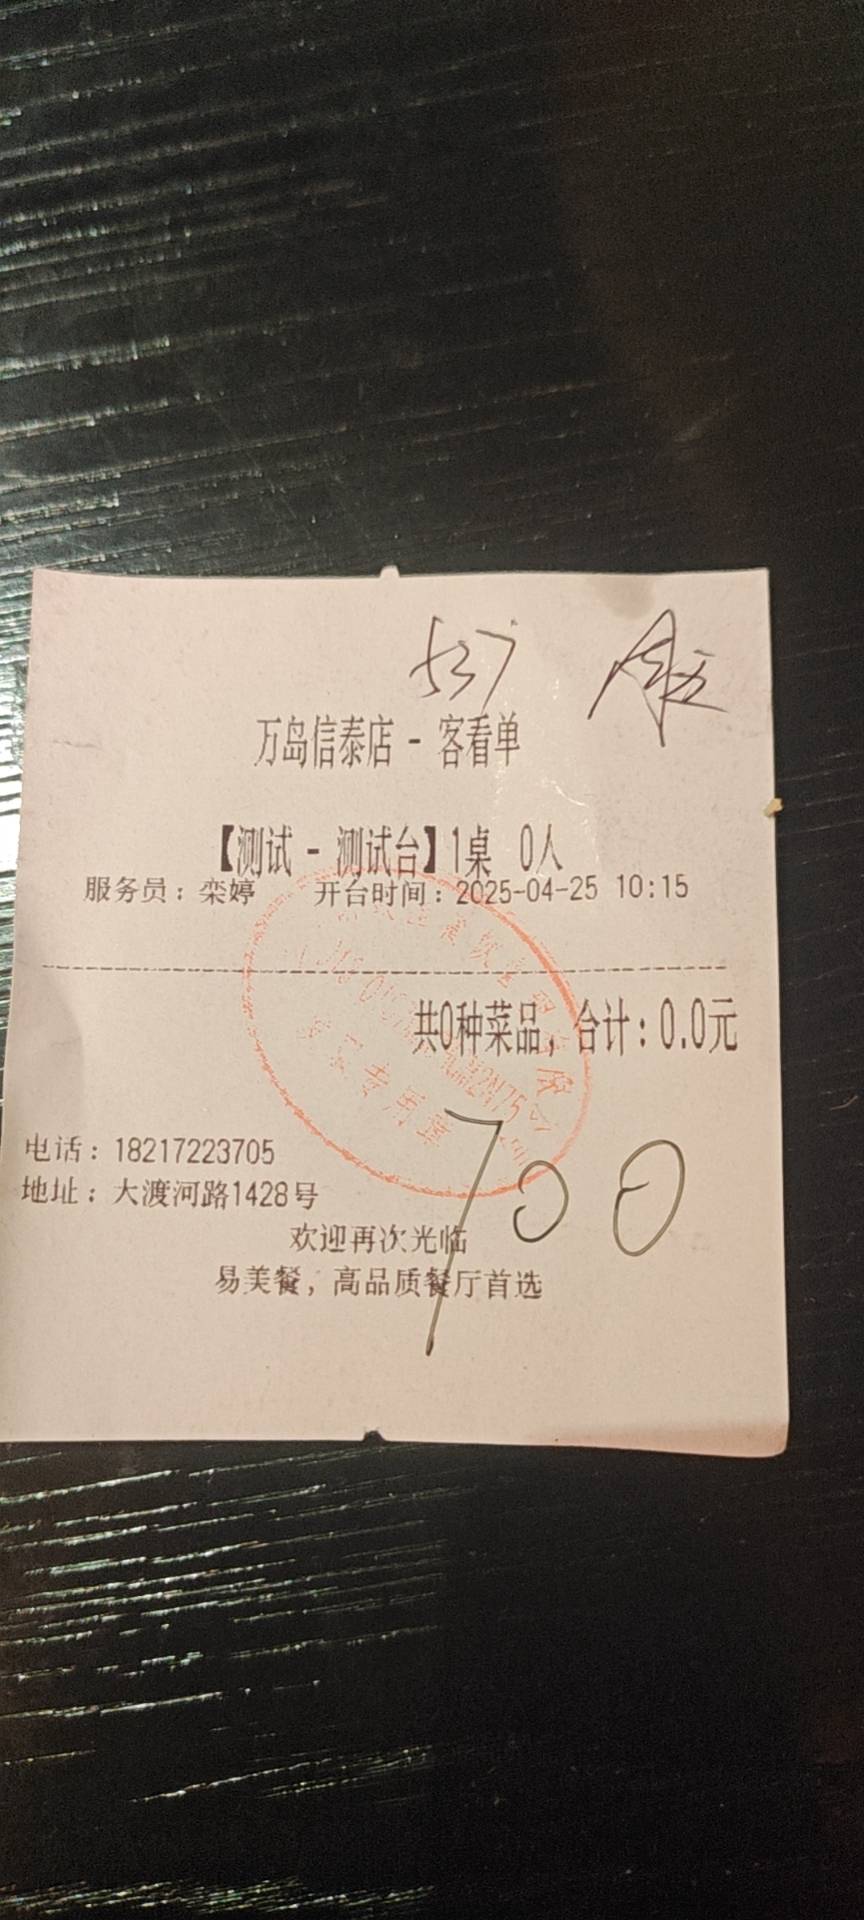 万岛信泰店 - 客看单
【测试 - 测试台】1桌 0人
服务员：栾婷 开台时间：2025-04-25 10:15
共0种菜品，合计：0.0元
700
电话：18217223705
地址：大渡河路1428号
欢迎再次光临
易美餐，高品质餐厅首选